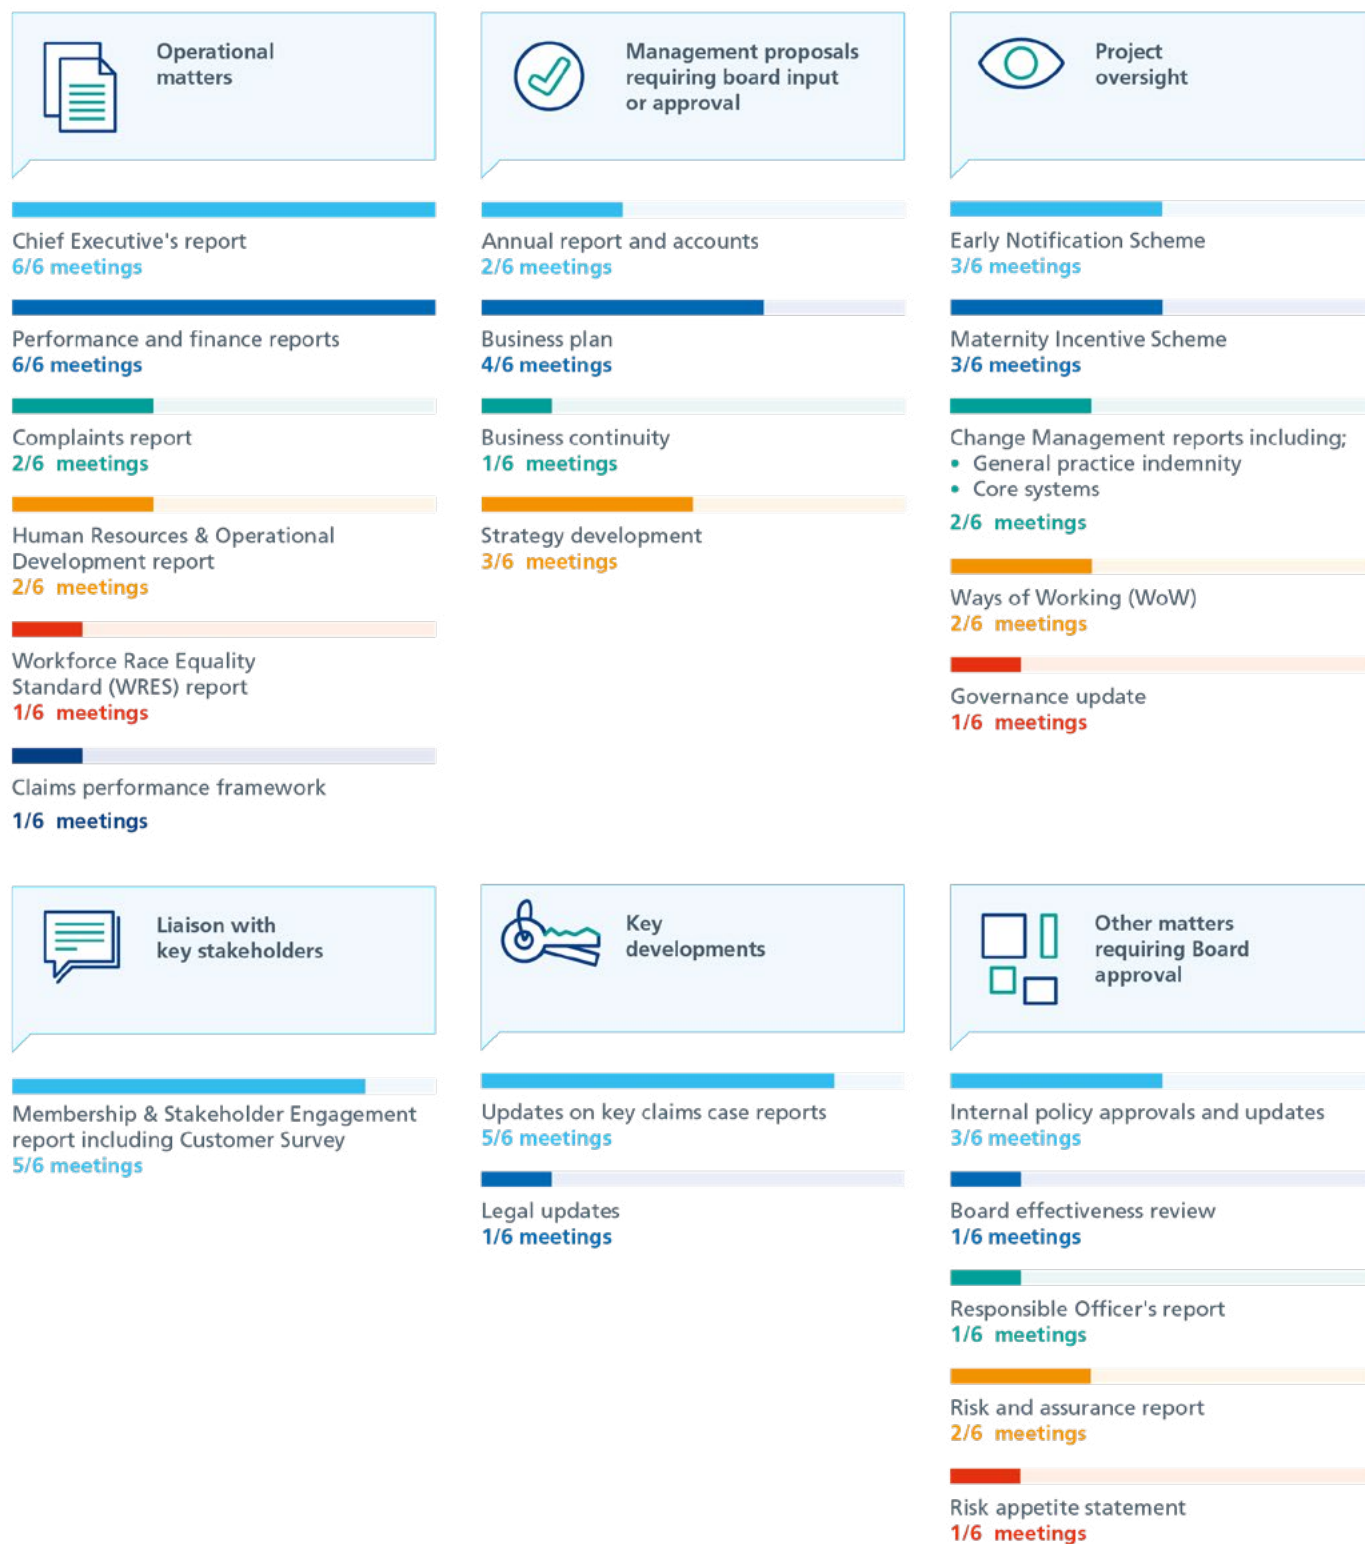 Operational
matters
Chief Executive's report
6/6 meetings
Performance and finance reports
6/6 meetings
Complaints report
2/6 meetings
Human Resources & Operational
Development report
2/6 meetings
Workforce Race Equality
Standard (WRES) report
1/6 meetings
Claims performance framework
1/6 meetings
Management proposals
requiring board input
or approval
Annual report and accounts
2/6 meetings
Business plan
4/6 meetings
Business continuity
1/6 meetings
Strategy development
3/6 meetings
Project
oversight
Early Notification Scheme
3/6 meetings
Maternity Incentive Scheme
3/6 meetings
Change Management reports including;
• General practice indemnity
• Core systems
2/6 meetings
Ways of Working (WoW)
2/6 meetings
Governance update
1/6 meetings
Liaison with
key stakeholders
Membership & Stakeholder Engagement
report including Customer Survey
5/6 meetings
Key
developments
Updates on key claims case reports
5/6 meetings
Legal updates
1/6 meetings
Other matters
requiring Board
approval
Internal policy approvals and updates
3/6 meetings
Board effectiveness review
1/6 meetings
Responsible Officer's report
1/6 meetings
Risk and assurance report
2/6 meetings
Risk appetite statement
1/6 meetings